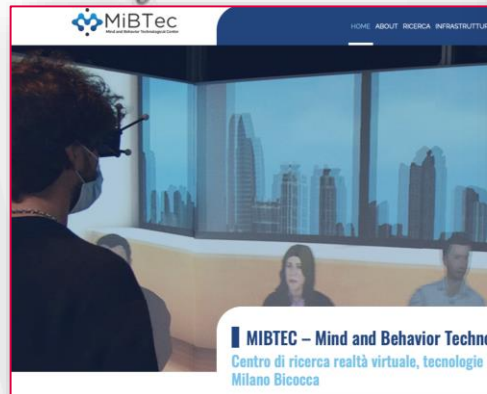 MiBTec
Mind and Behavior Technological Center
HOME ABOUT RICERCA INFRASTRUTTUR
MIBTEC – Mind and Behavior Techno
Centro di ricerca realtà virtuale, tecnologie
Milano Bicocca